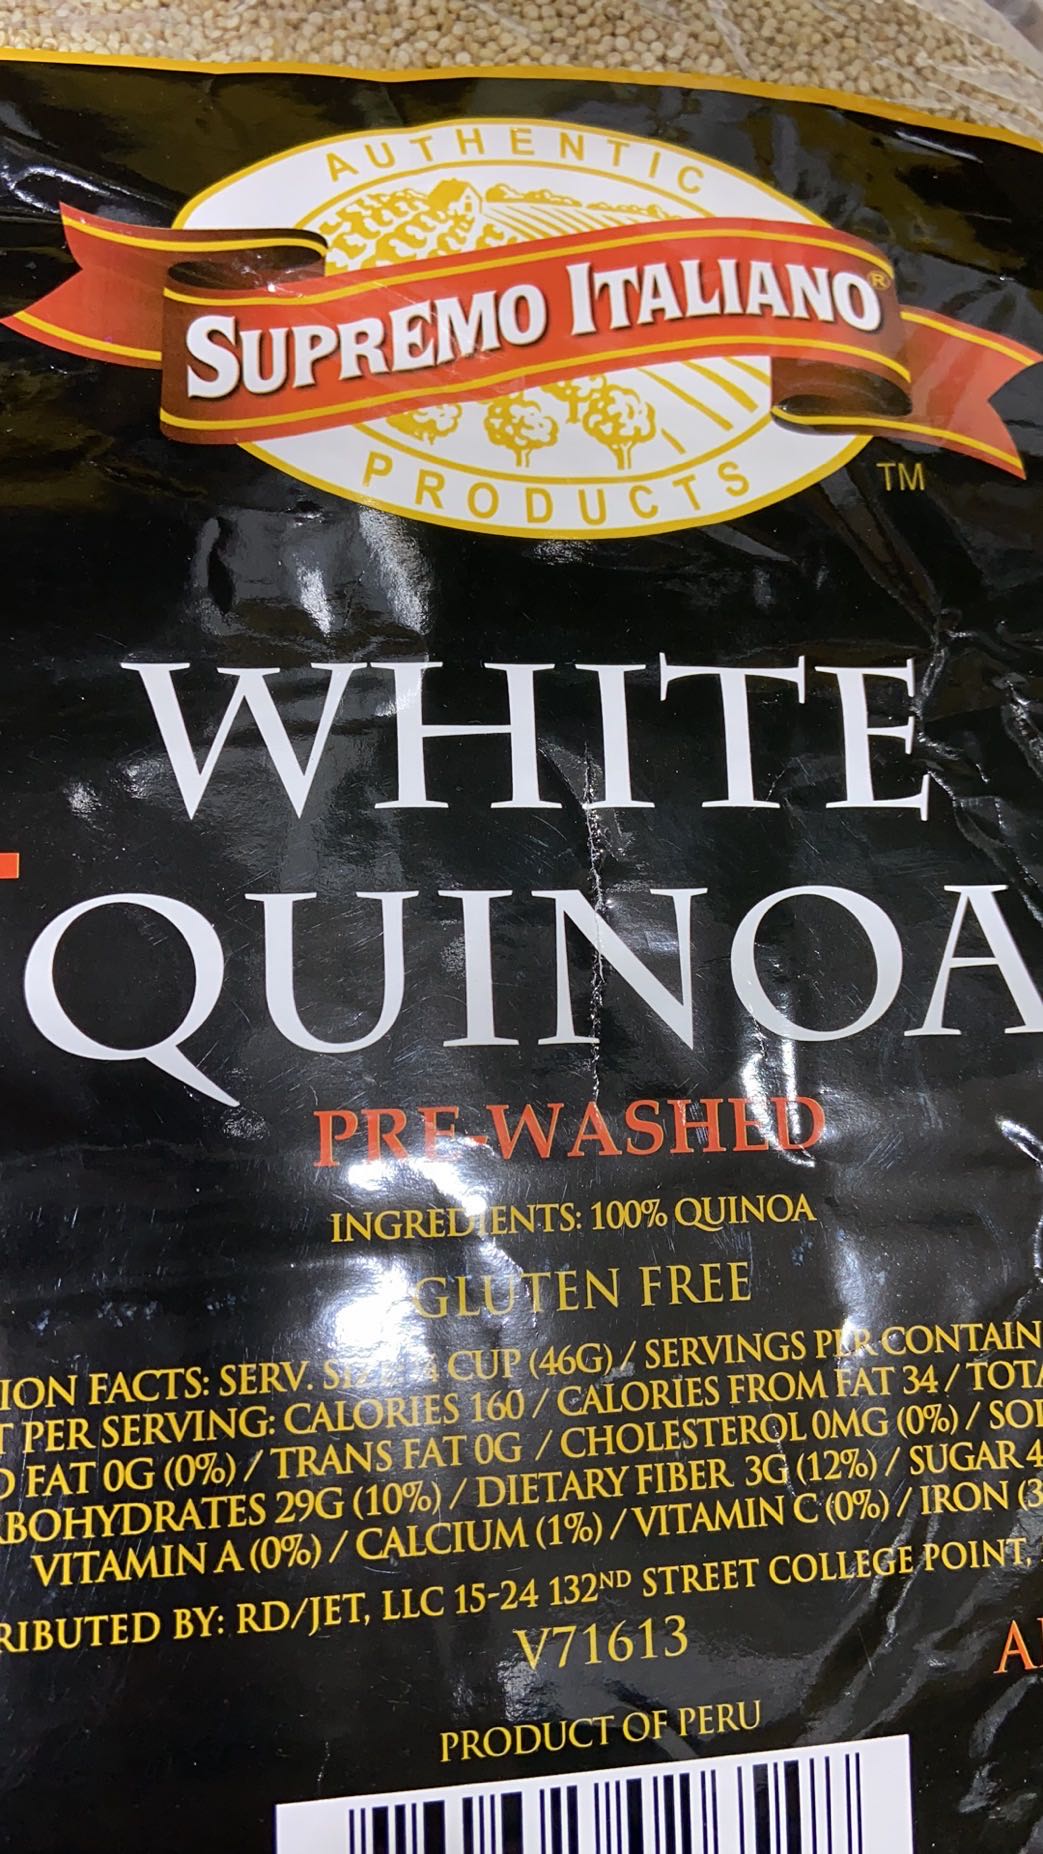 AUTHENTIC
SUPREMO ITALIANO®
PRODUCTS
TM
WHITE
QUINOA
PRE-WASHED
INGREDIENTS: 100% QUINOA
GLUTEN FREE
ION FACTS: SERV. CUP (46G) / SERVINGS PER CONTAIN
T PER SERVING: CALORIES 160 / CALORIES FROM FAT 34 / TOTA
D FAT 0G (0%) / TRANS FAT 0G / CHOLESTEROL 0MG (0%) / SOD
RBOHYDRATES 29G (10%) / DIETARY FIBER 3G (12%) / SUGAR 4
VITAMIN A (0%) / CALCIUM (1%) / VITAMIN C (0%) / IRON (3
RIBUTED BY: RD/JET, LLC 15-24 132ND STREET COLLEGE POINT,
V71613
PRODUCT OF PERU